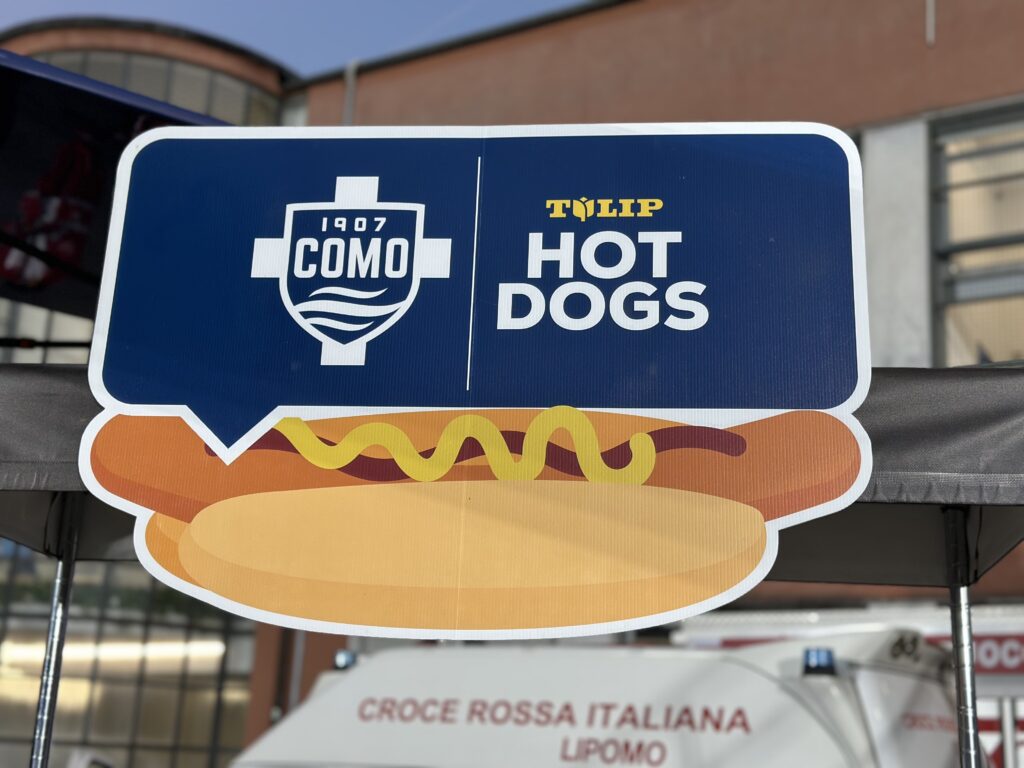 1907
COMO
TULIP
HOT
DOGS
CROCE ROSSA ITALIANA
LIPOMO